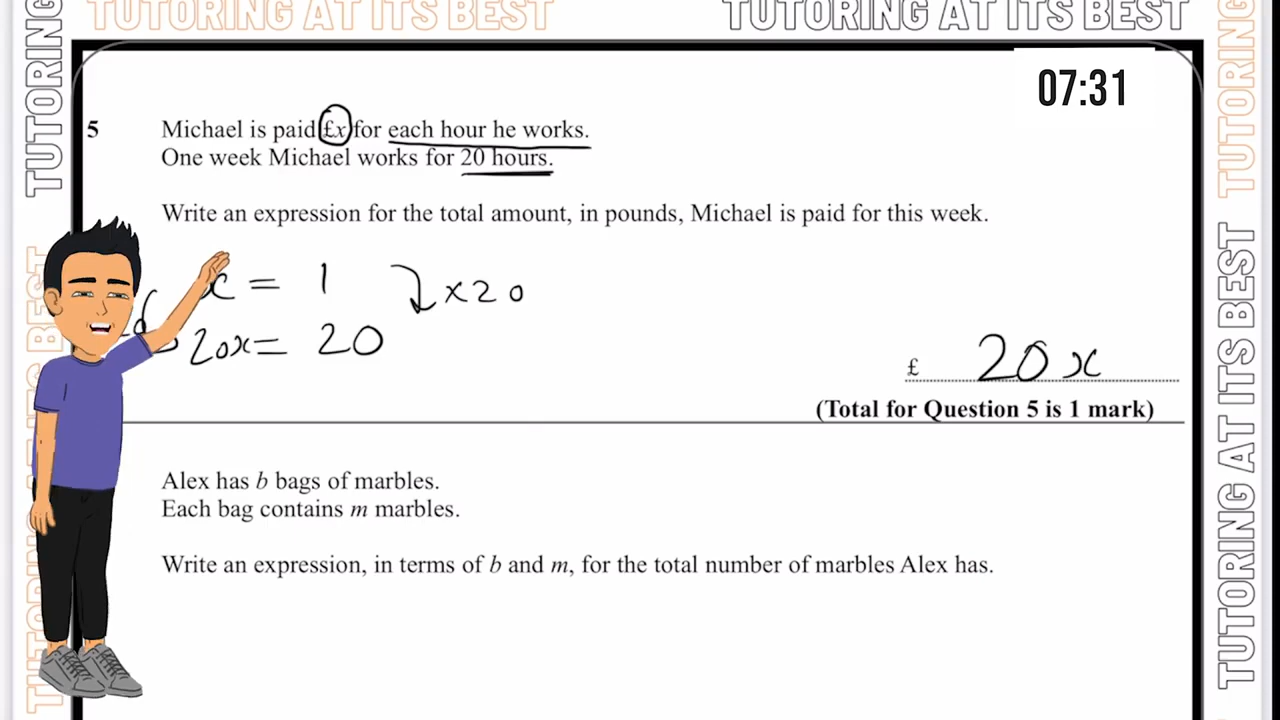 TUTORING AT ITS BEST
TUTORING AT ITS BEST
TUTORING
TUTORING
07:31
5
Michael is paid £x for each hour he works.
One week Michael works for 20 hours.
Write an expression for the total amount, in pounds, Michael is paid for this week.
x = 1 ×20
20x = 20
£ 20x
(Total for Question 5 is 1 mark)
Alex has b bags of marbles.
Each bag contains m marbles.
Write an expression, in terms of b and m, for the total number of marbles Alex has.
TUTORING AT ITS BEST